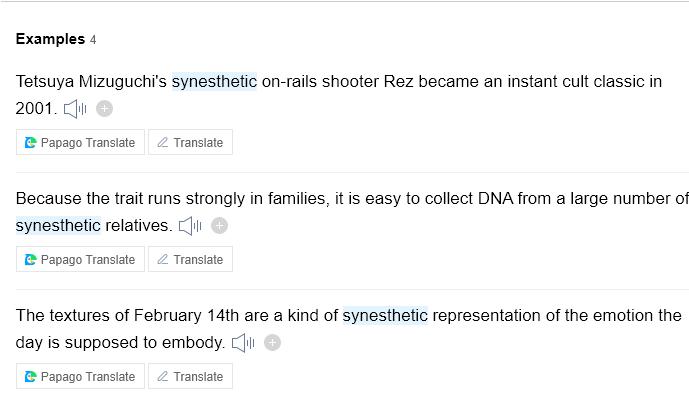 Examples 4
Tetsuya Mizuguchi's synesthetic on-rails shooter Rez became an instant cult classic in
2001.
Papago Translate Translate
Because the trait runs strongly in families, it is easy to collect DNA from a large number of
synesthetic relatives.
Papago Translate Translate
The textures of February 14th are a kind of synesthetic representation of the emotion the
day is supposed to embody.
Papago Translate Translate